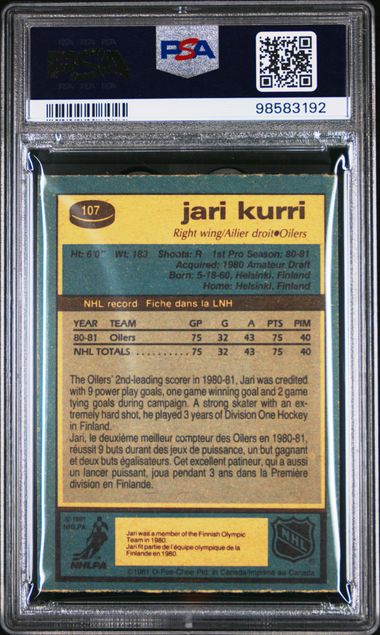 PSA
PSA
98583192
107
jari kurri
Right wing/Ailier droit●Oilers
Ht: 6'0" Wt: 183 Shoots: R 1st Pro Season: 80-81
Acquired: 1980 Amateur Draft
Born: 5-18-60, Helsinki, Finland
Home: Helsinki, Finland
NHL record Fiche dans la LNH
YEAR TEAM GP G A PTS PIM
80-81 Oilers 75 32 43 75 40
NHL TOTALS .......... 75 32 43 75 40
The Oilers' 2nd-leading scorer in 1980-81, Jari was credited
with 9 power play goals, one game winning goal and 2 game
tying goals during campaign. A strong skater with an ex-
tremely hard shot, he played 3 years of Division One Hockey
in Finland.
Jari, le deuxième meilleur compteur des Oilers en 1980-81,
réussit 9 buts durant des jeux de puissance, un but gagnant
et deux buts égalisateurs. Cet excellent patineur, qui a aussi
un lancer puissant, joua pendant 3 ans dans la Première
division en Finlande.
© 1981
NHLPA
NHLPA
Jari was a member of the Finnish Olympic
Team in 1980.
Jari fit partie de l'équipe olympique de la
Finlande en 1980.
NHL
©1981 O-Pee-Chee Ptd. in Canada/Imprimé au Canada